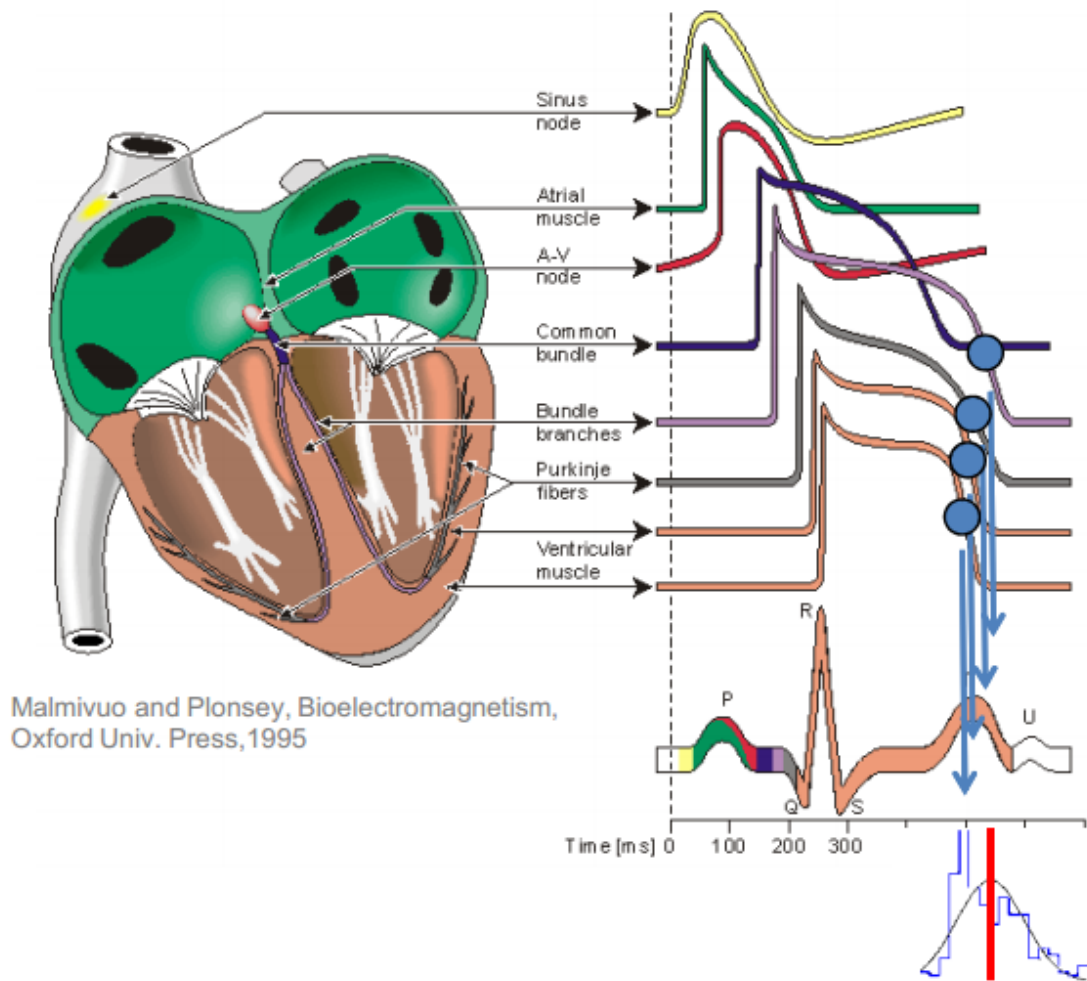 Sinus
node
Atrial
muscle
A-V
node
Common
bundle
Bundle
branches
Purkinje
fibers
Ventricular
muscle
Malmivuo and Plonsey, Bioelectromagnetism,
Oxford Univ. Press,1995
R
P
U
Q
S
Time [ms] 0 100 200 300